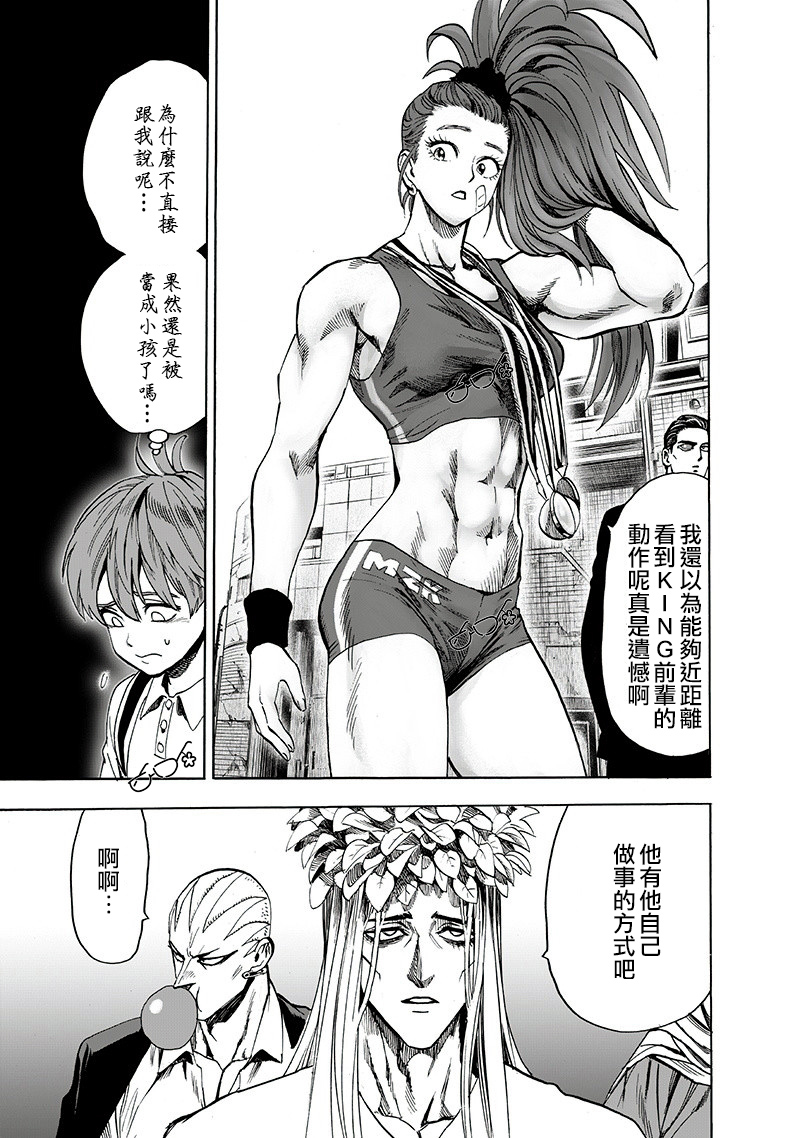 我還以為能夠近距離
看到KING前輩的
動作呢真是遺憾啊
MZK
為什麼不直接
跟我說呢…
果然還是被
當成小孩了嗎…
他有他自己
做事的方式吧
啊啊…